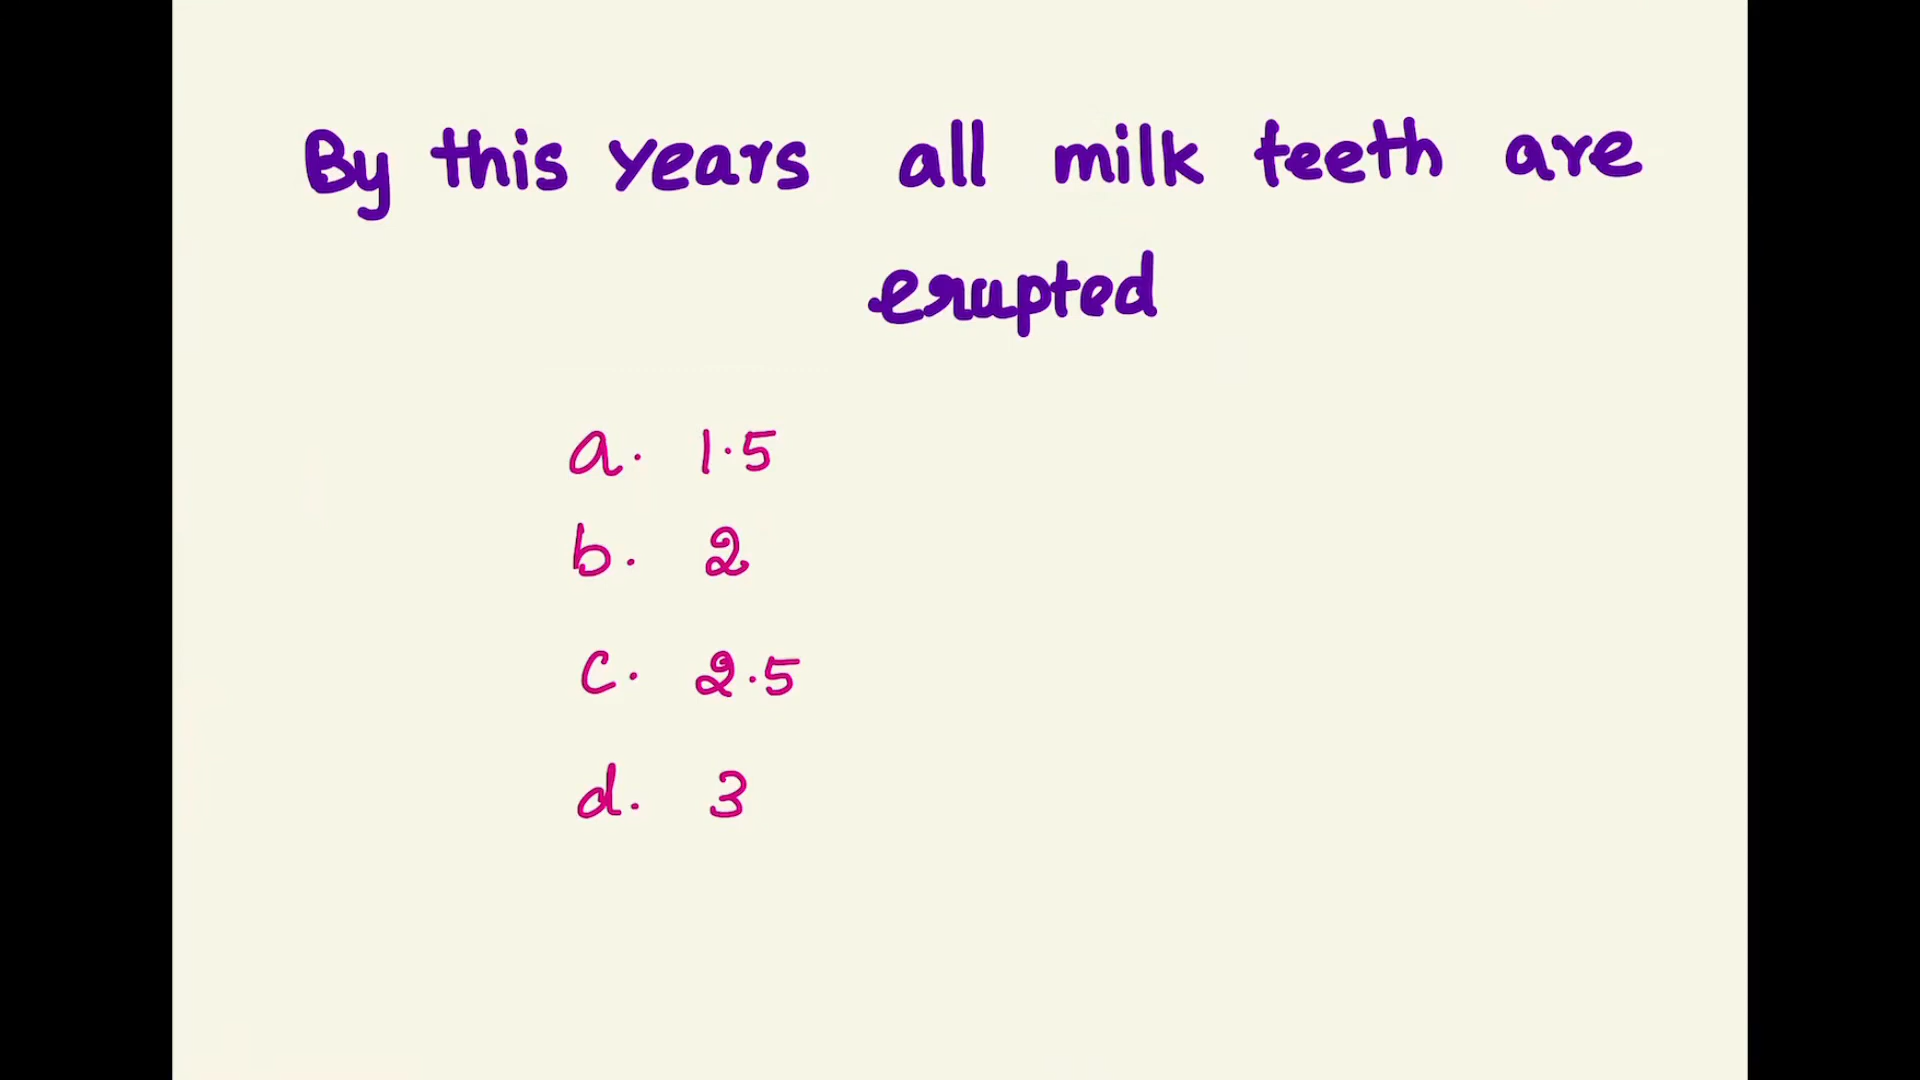 By this years all milk teeth are
erupted
a. 1.5
b. 2
c. 2.5
d. 3